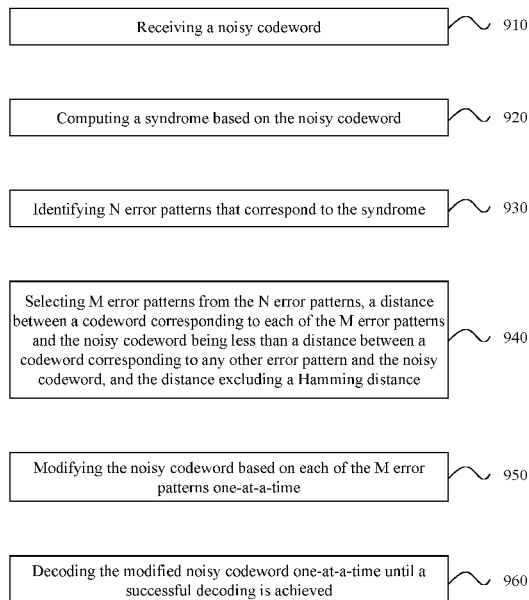 Receiving a noisy codeword 910
Computing a syndrome based on the noisy codeword 920
Identifying N error patterns that correspond to the syndrome 930
Selecting M error patterns from the N error patterns, a distance
between a codeword corresponding to each of the M error patterns
and the noisy codeword being less than a distance between a
codeword corresponding to any other error pattern and the noisy
codeword, and the distance excluding a Hamming distance
940
Modifying the noisy codeword based on each of the M error
patterns one-at-a-time
950
Decoding the modified noisy codeword one-at-a-time until a
successful decoding is achieved
960